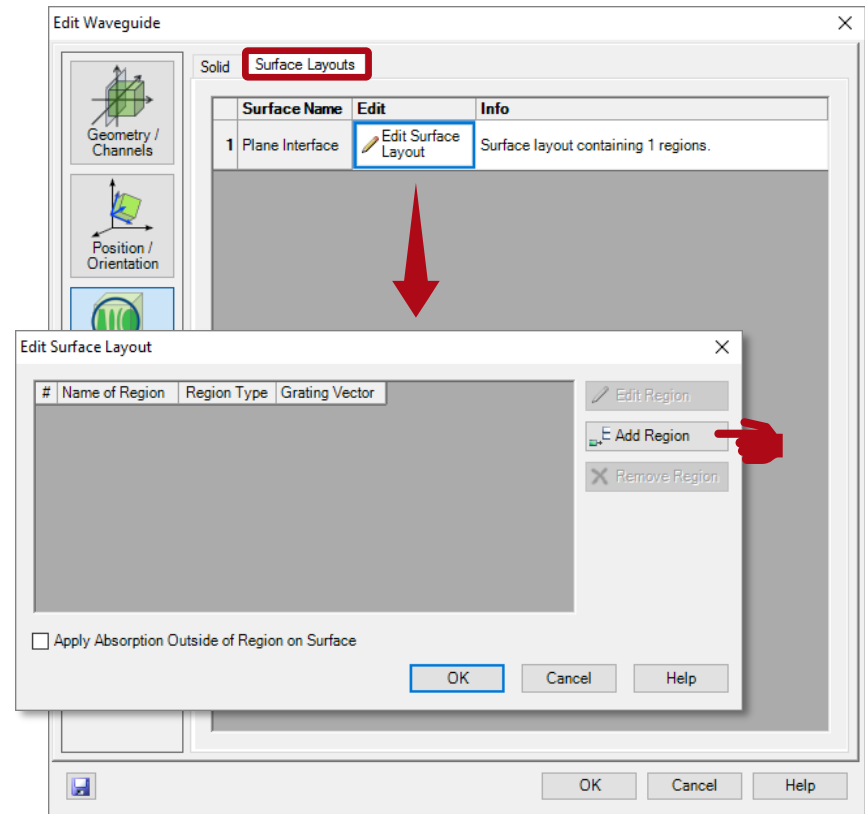 Edit Waveguide
Solid Surface Layouts
Surface Name Edit Info
1 Plane Interface Edit Surface
Layout Surface layout containing 1 regions.
Geometry /
Channels
Position /
Orientation
Edit Surface Layout
# Name of Region Region Type Grating Vector
Edit Region
Add Region
Remove Region
Apply Absorption Outside of Region on Surface
OK Cancel Help
OK Cancel Help